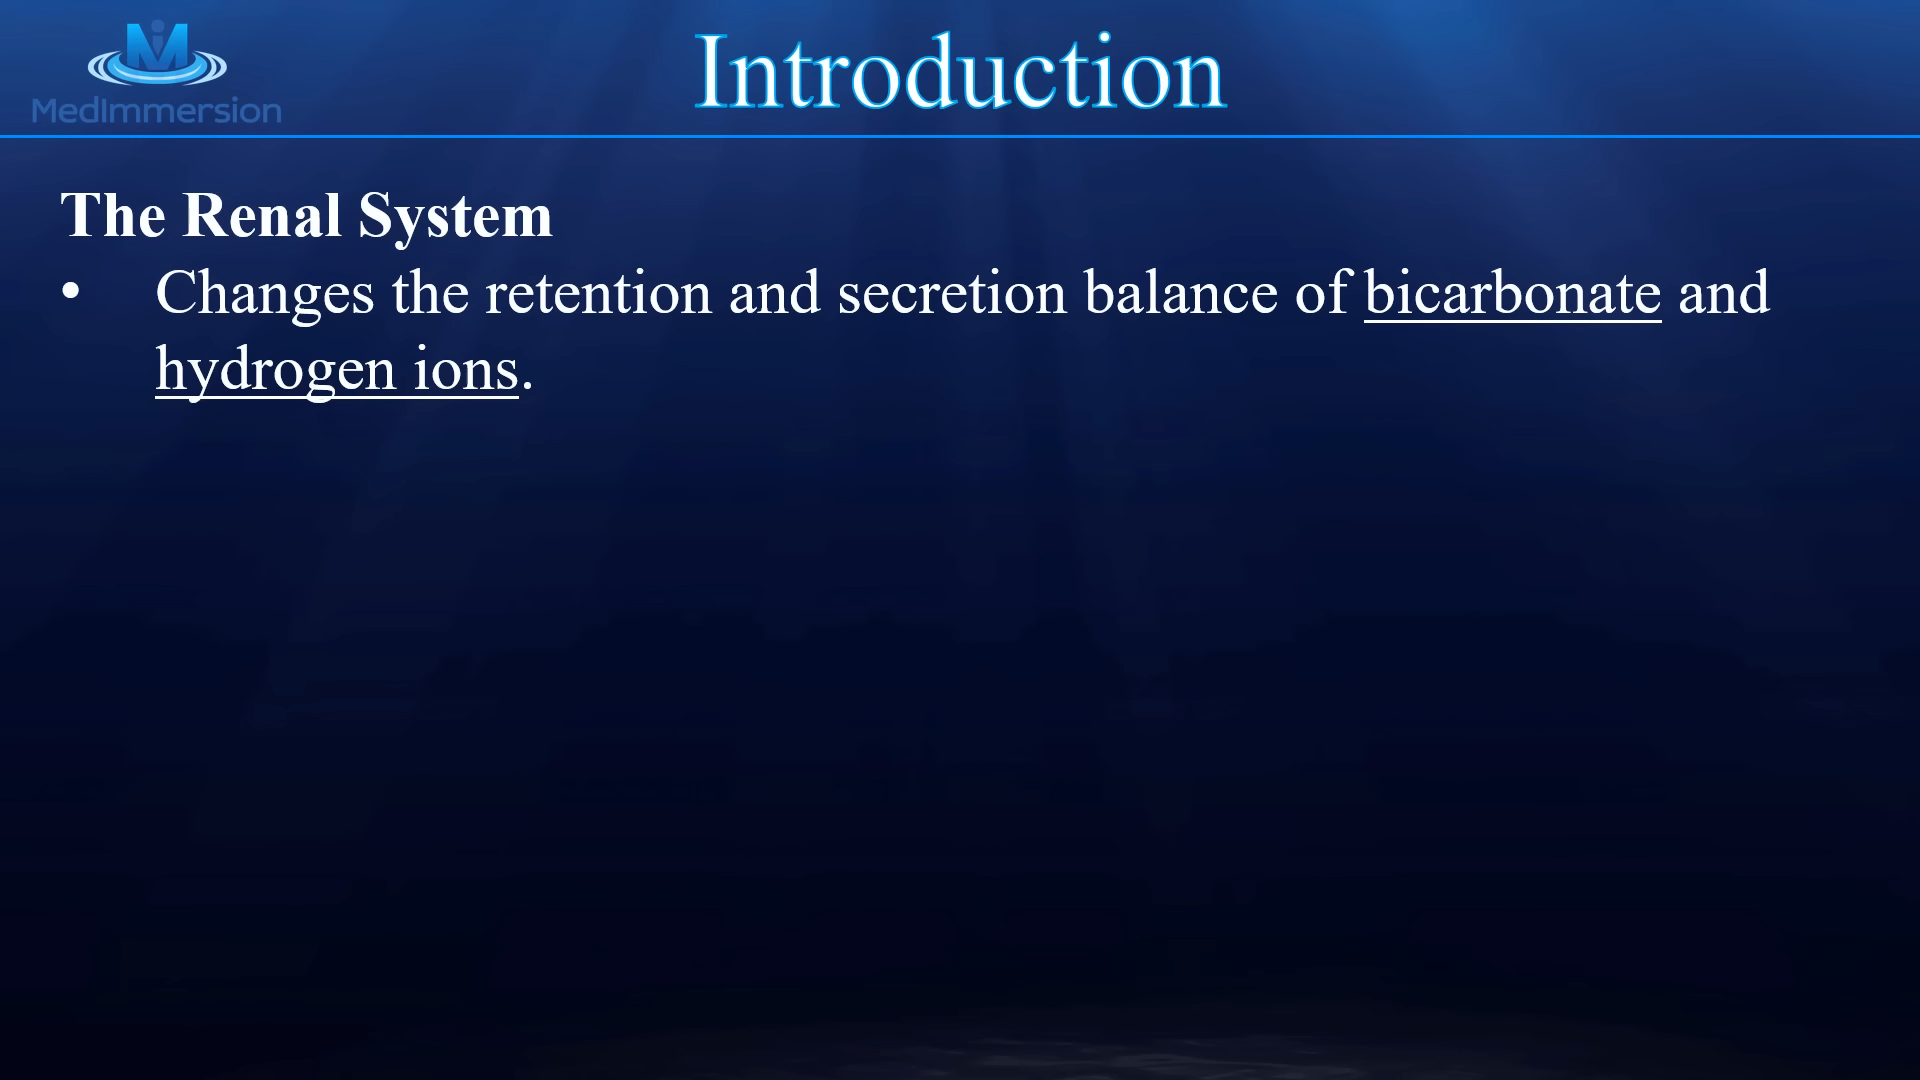 MedImmersion
Introduction
The Renal System
• Changes the retention and secretion balance of bicarbonate and
hydrogen ions.